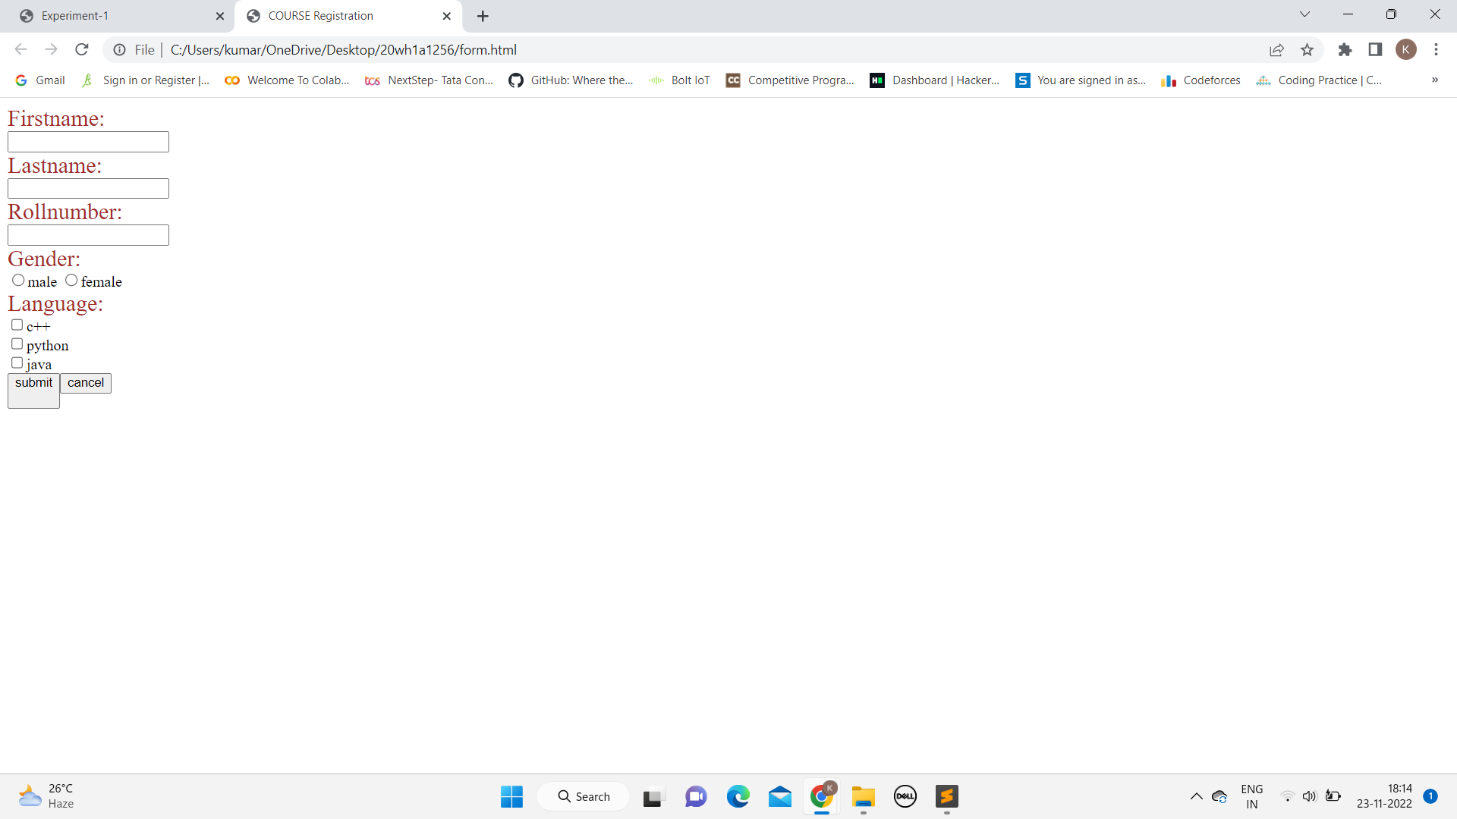 Experiment-1
COURSE Registration
File | C:/Users/kumar/OneDrive/Desktop/20wh1a1256/form.html
K
Gmail
Sign in or Register |...
Welcome To Colab...
tcs NextStep- Tata Con...
GitHub: Where the...
Bolt IoT
CC Competitive Progra...
H Dashboard | Hacker...
S You are signed in as...
Codeforces
Coding Practice | C...
»
Firstname:
Lastname:
Rollnumber:
Gender:
male female
Language:
c++
python
java
submit cancel
26°C
Haze
Search
K
DELL
S
ENG
IN
18:14
23-11-2022
1